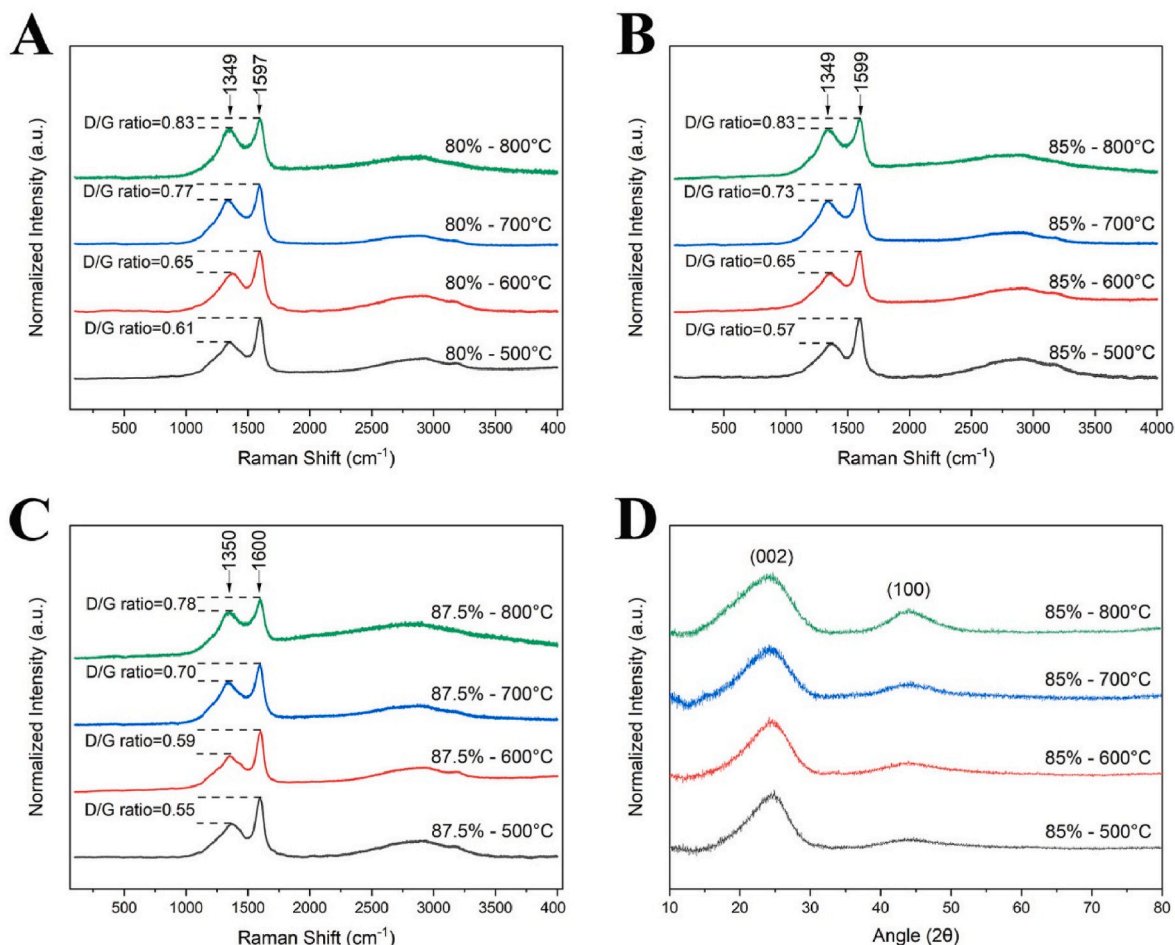 A
1349
1597
D/G ratio=0.83
80% - 800°C
D/G ratio=0.77
80% - 700°C
D/G ratio=0.65
80% - 600°C
D/G ratio=0.61
80% - 500°C
Normalized Intensity (a.u.)
500 1000 1500 2000 2500 3000 3500 400
Raman Shift (cm⁻¹)
B
1349
1599
D/G ratio=0.83
85% - 800°C
D/G ratio=0.73
85% - 700°C
D/G ratio=0.65
85% - 600°C
D/G ratio=0.57
85% - 500°C
Normalized Intensity (a.u.)
500 1000 1500 2000 2500 3000 3500 4000
Raman Shift (cm⁻¹)
C
1350
1600
D/G ratio=0.78
87.5% - 800°C
D/G ratio=0.70
87.5% - 700°C
D/G ratio=0.59
87.5% - 600°C
D/G ratio=0.55
87.5% - 500°C
Normalized Intensity (a.u.)
500 1000 1500 2000 2500 3000 3500 400
Raman Shift (cm⁻¹)
D
(002)
(100)
85% - 800°C
85% - 700°C
85% - 600°C
85% - 500°C
Normalized Intensity (a.u.)
10 20 30 40 50 60 70 80
Angle (2θ)